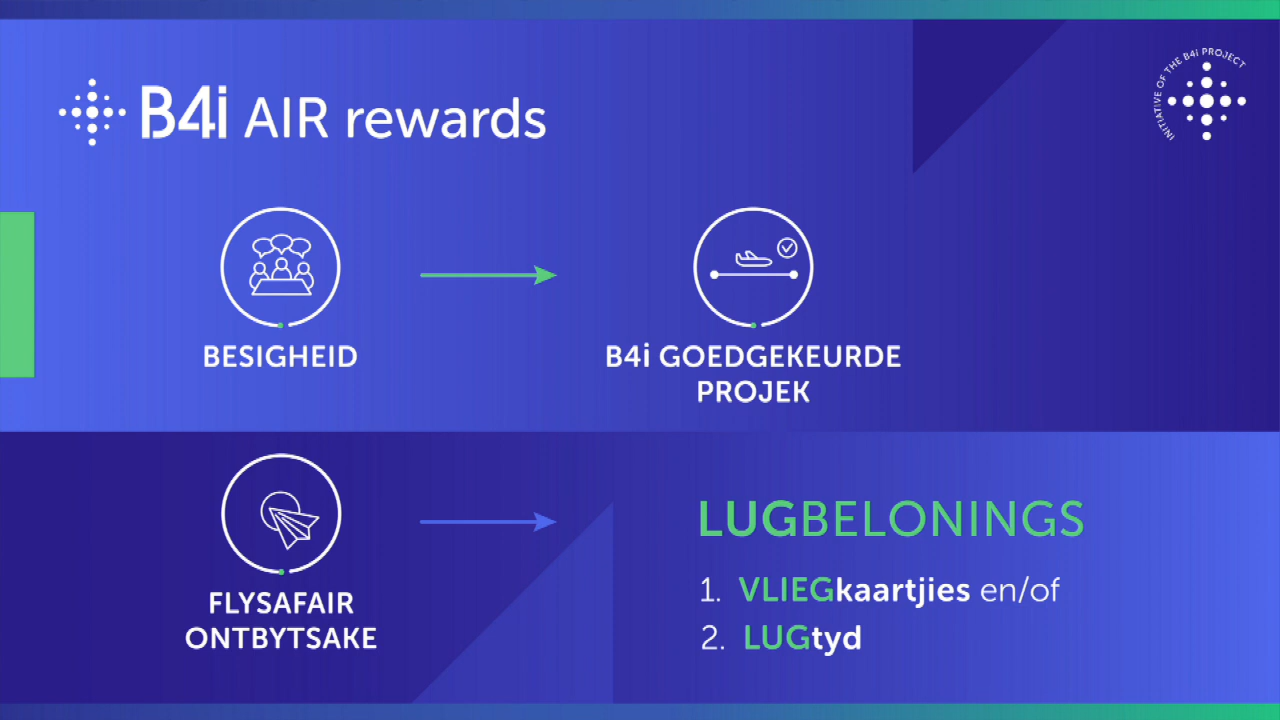 B4i AIR rewards
INITIATIVE OF THE B4i PROJECT
BESIGHEID
B4i GOEDGEKEURDE
PROJEK
FLYSAFAIR
ONTBYTSAKE
LUGBELONINGS
1. VLIEGkaartjies en/of
2. LUGtyd